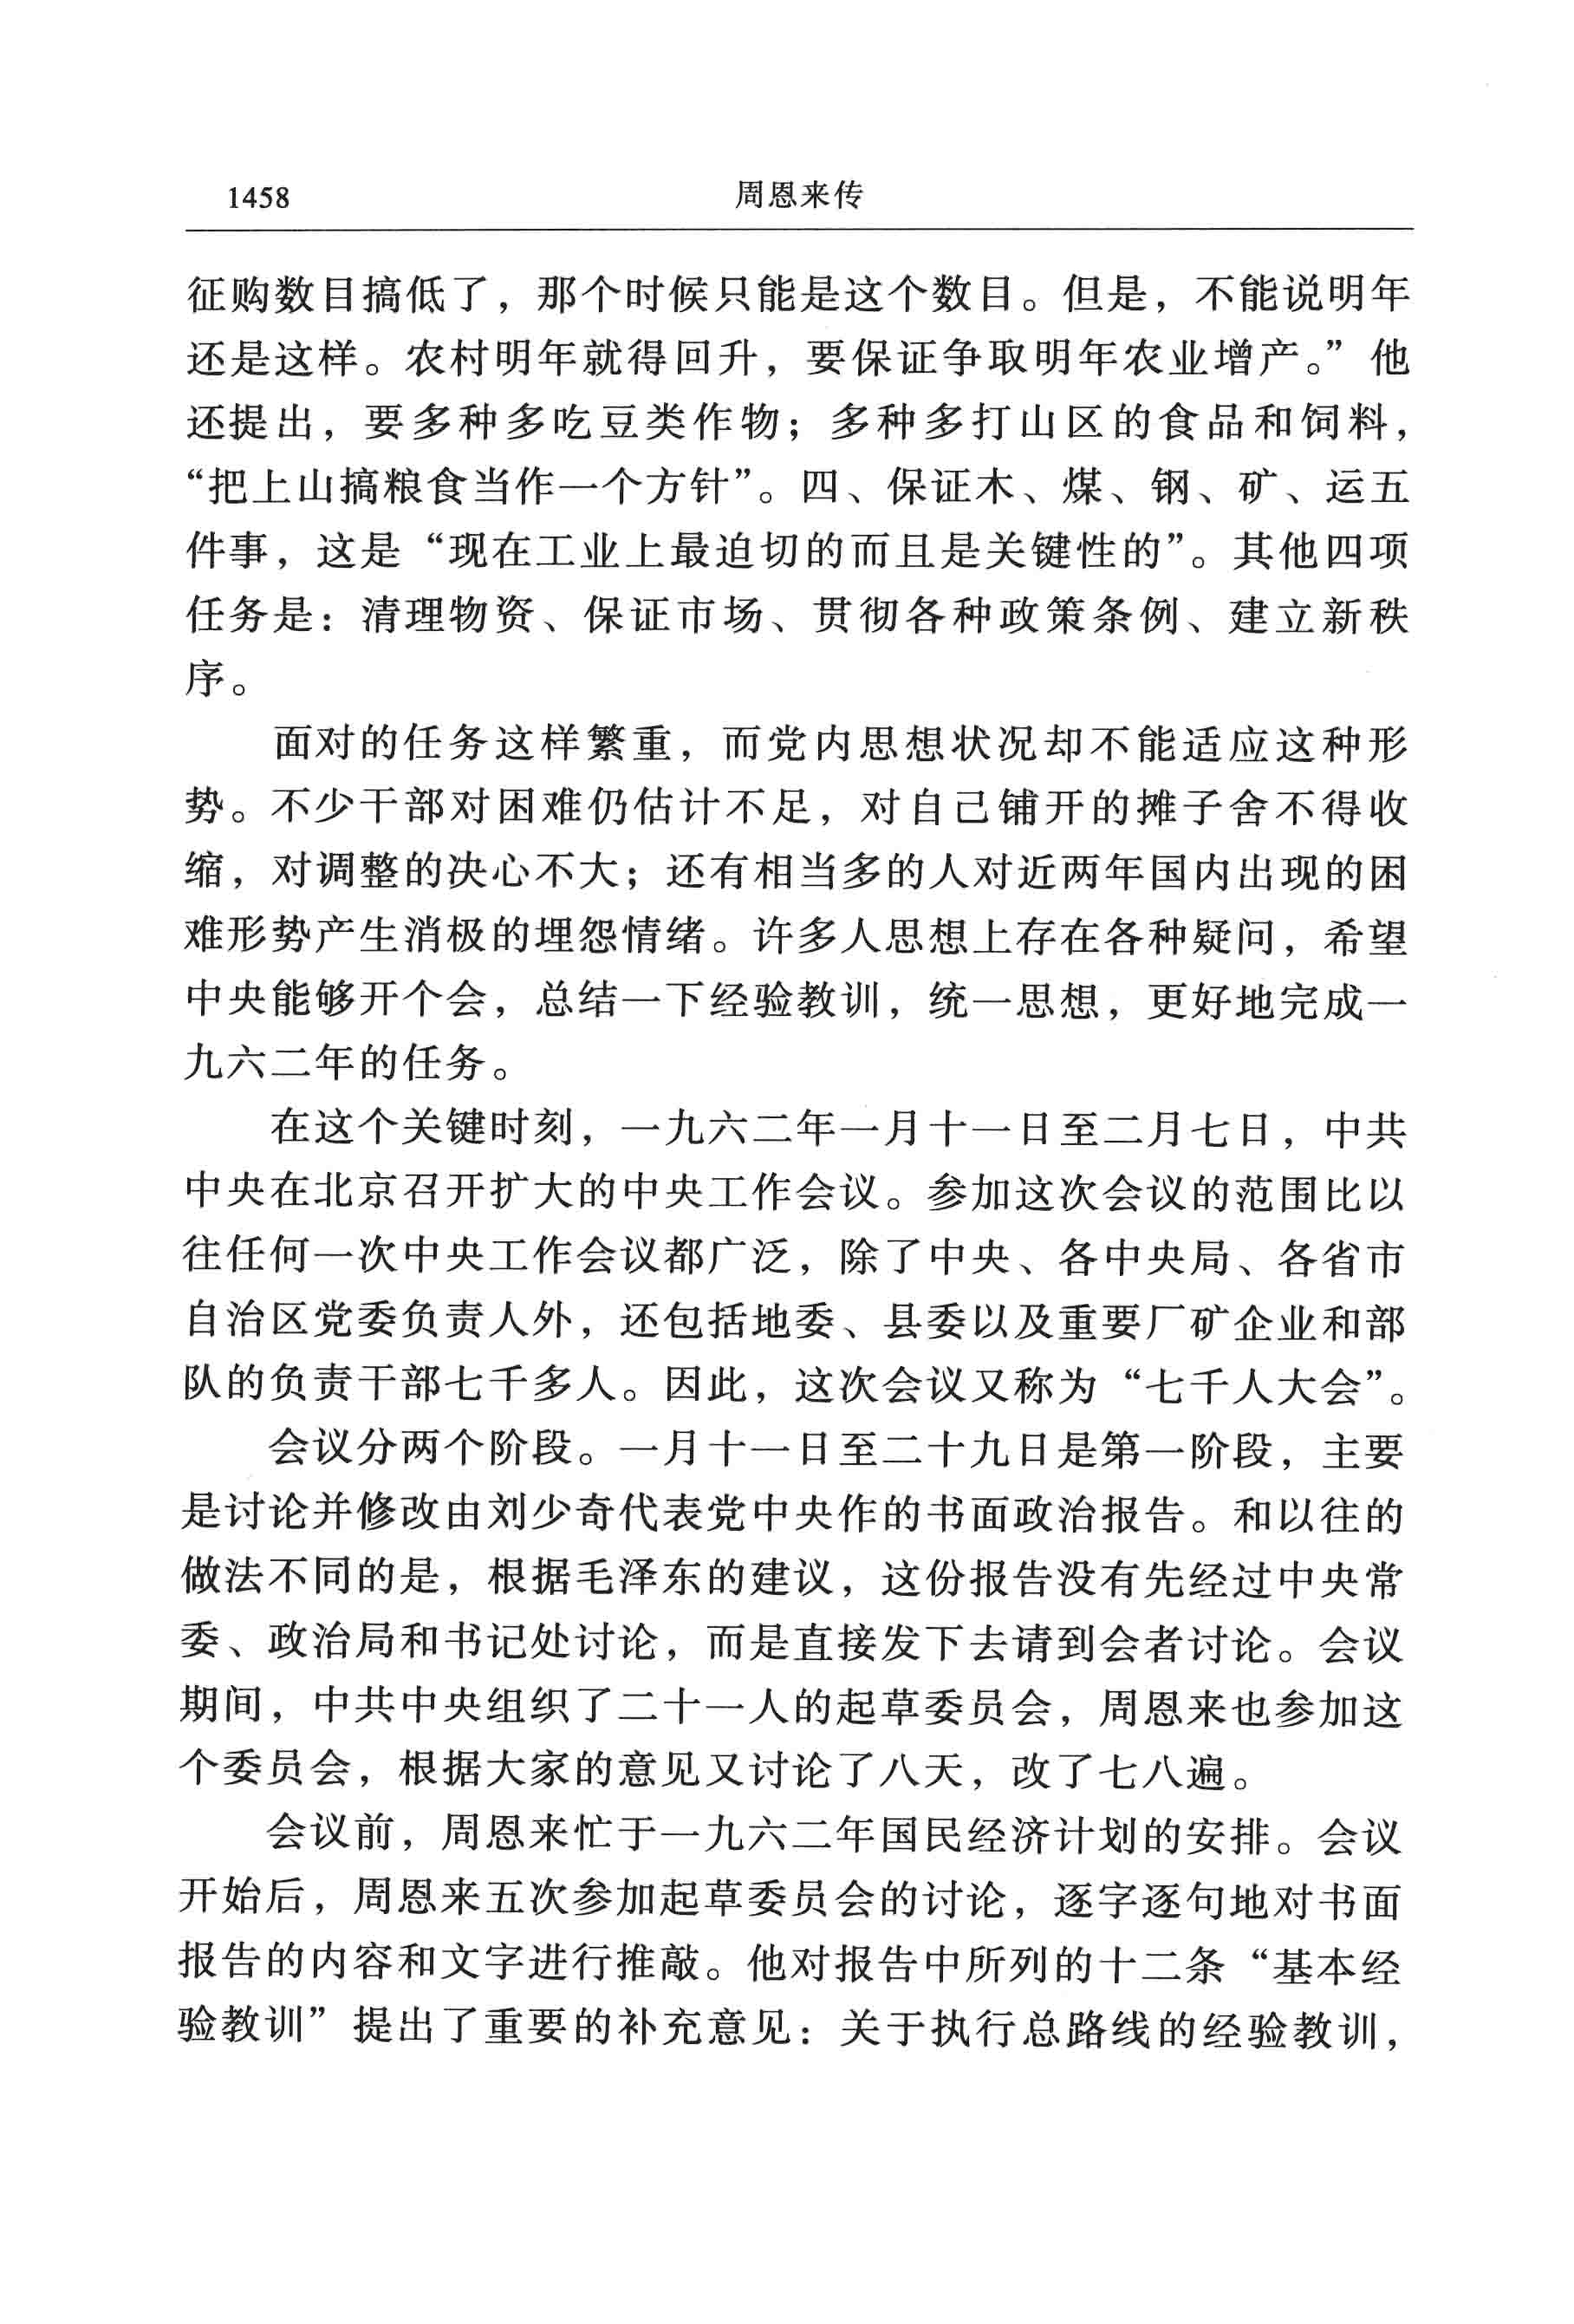 1458
周恩来传
征购数目搞低了，那个时候只能是这个数目。但是，不能说明年
还是这样。农村明年就得回升，要保证争取明年农业增产。”他
还提出，要多种多吃豆类作物；多种多打山区的食品和饲料，
“把上山搞粮食当作一个方针”。四、保证木、煤、钢、矿、运五
件事，这是“现在工业上最迫切的而且是关键性的”。其他四项
任务是：清理物资、保证市场、贯彻各种政策条例、建立新秩
序。
面对的任务这样繁重，而党内思想状况却不能适应这种形
势。不少干部对困难仍估计不足，对自己铺开的摊子舍不得收
缩，对调整的决心不大；还有相当多的人对近两年国内出现的困
难形势产生消极的埋怨情绪。许多人思想上存在各种疑问，希望
中央能够开个会，总结一下经验教训，统一思想，更好地完成一
九六二年的任务。
在这个关键时刻，一九六二年一月十一日至二月七日，中共
中央在北京召开扩大的中央工作会议。参加这次会议的范围比以
往任何一次中央工作会议都广泛，除了中央、各中央局、各省市
自治区党委负责人外，还包括地委、县委以及重要厂矿企业和部
队的负责干部七千多人。因此，这次会议又称为“七千人大会”。
会议分两个阶段。一月十一日至二十九日是第一阶段，主要
是讨论并修改由刘少奇代表党中央作的书面政治报告。和以往的
做法不同的是，根据毛泽东的建议，这份报告没有先经过中央常
委、政治局和书记处讨论，而是直接发下去请到会者讨论。会议
期间，中共中央组织了二十一人的起草委员会，周恩来也参加这
个委员会，根据大家的意见又讨论了八天，改了七八遍。
会议前，周恩来忙于一九六二年国民经济计划的安排。会议
开始后，周恩来五次参加起草委员会的讨论，逐字逐句地对书面
报告的内容和文字进行推敲。他对报告中所列的十二条“基本经
验教训”提出了重要的补充意见：关于执行总路线的经验教训，